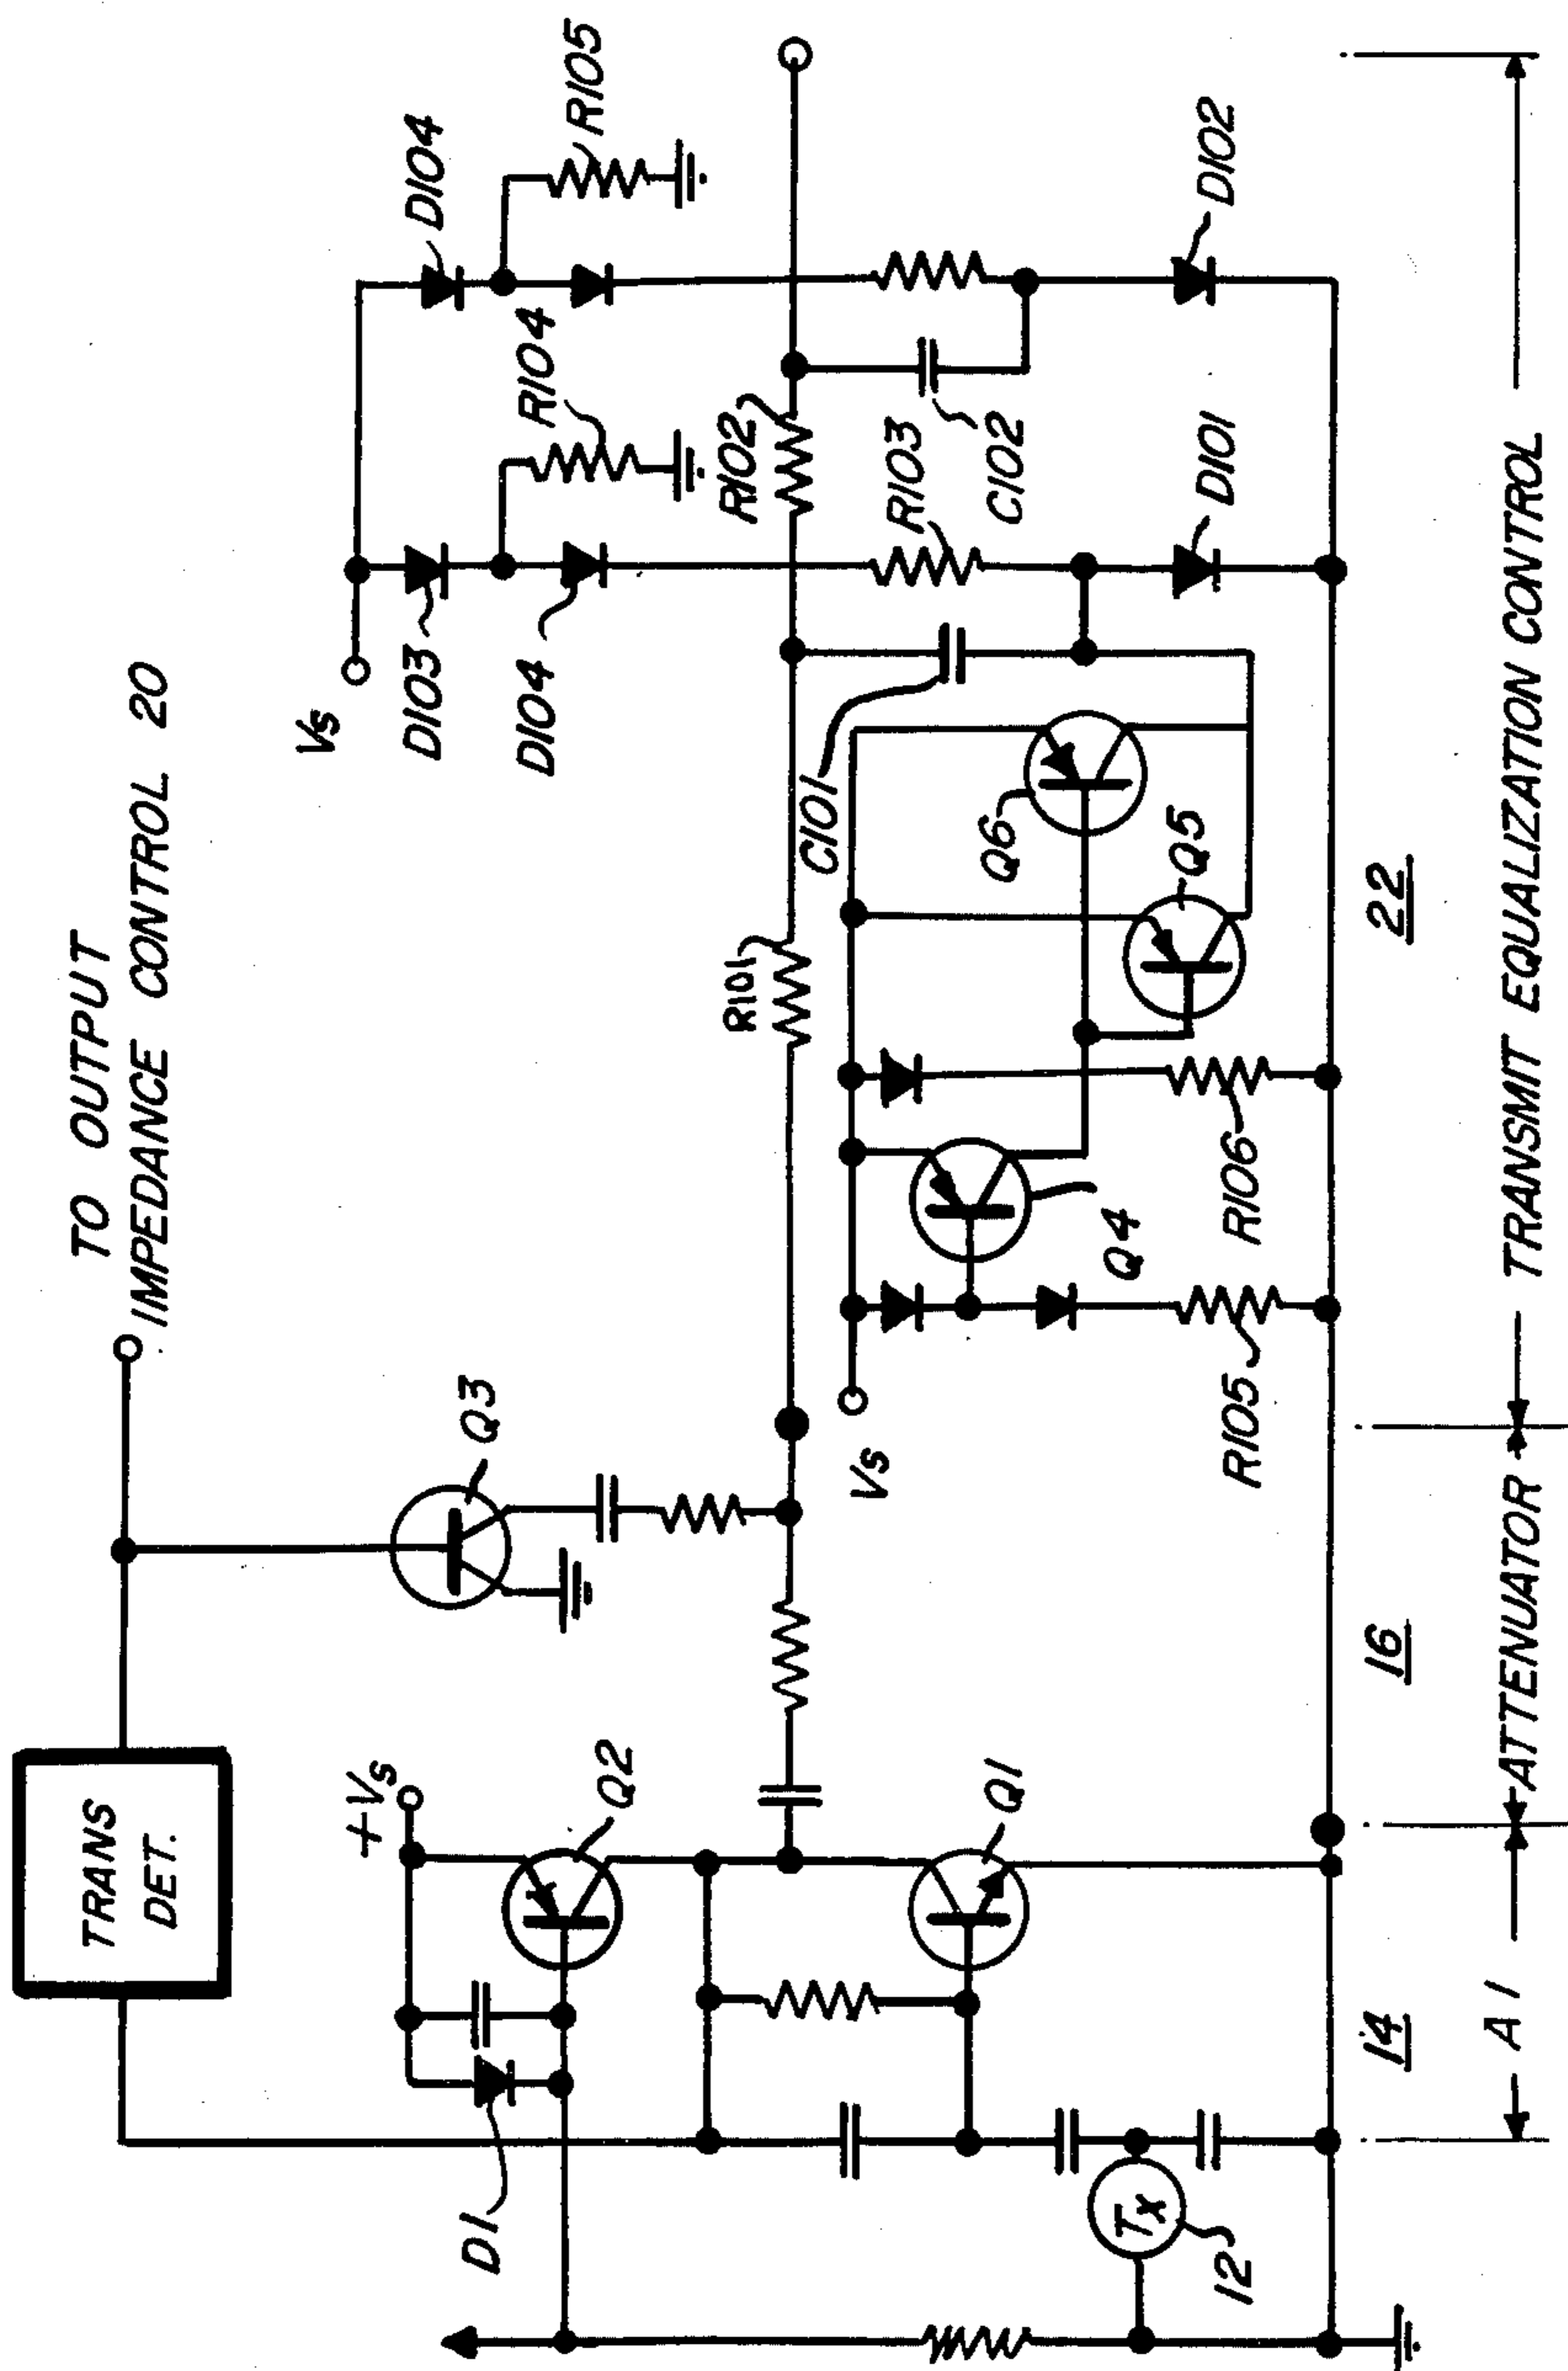 TO OUTPUT
IMPEDANCE CONTROL 20
TRANS
DET.
+Vs
Q3
Vs
D103
D104
D104
R104
R105
D1
Q2
R101
R102
Q1
Vs
C101
R103
C102
Q6
Q5
Q4
D101
D102
Tx
12
R105
R106
14
16
22
A1
ATTENUATOR
TRANSMIT EQUALIZATION CONTROL